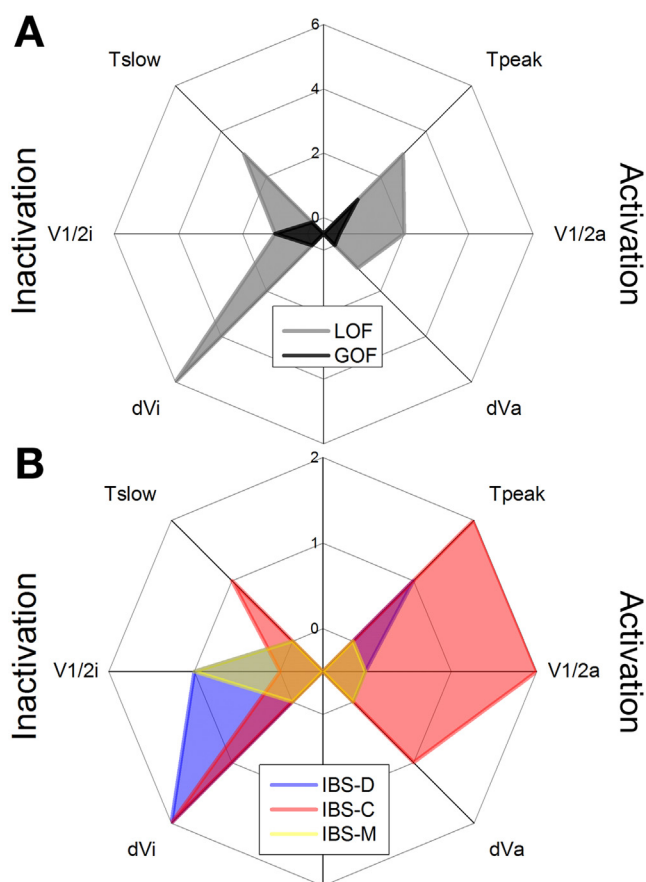 A
6
4
2
0
Tslow
Tpeak
Inactivation
Activation
V1/2i
V1/2a
LOF
GOF
dVi
dVa
B
2
1
0
Tslow
Tpeak
Inactivation
Activation
V1/2i
V1/2a
IBS-D
IBS-C
IBS-M
dVi
dVa